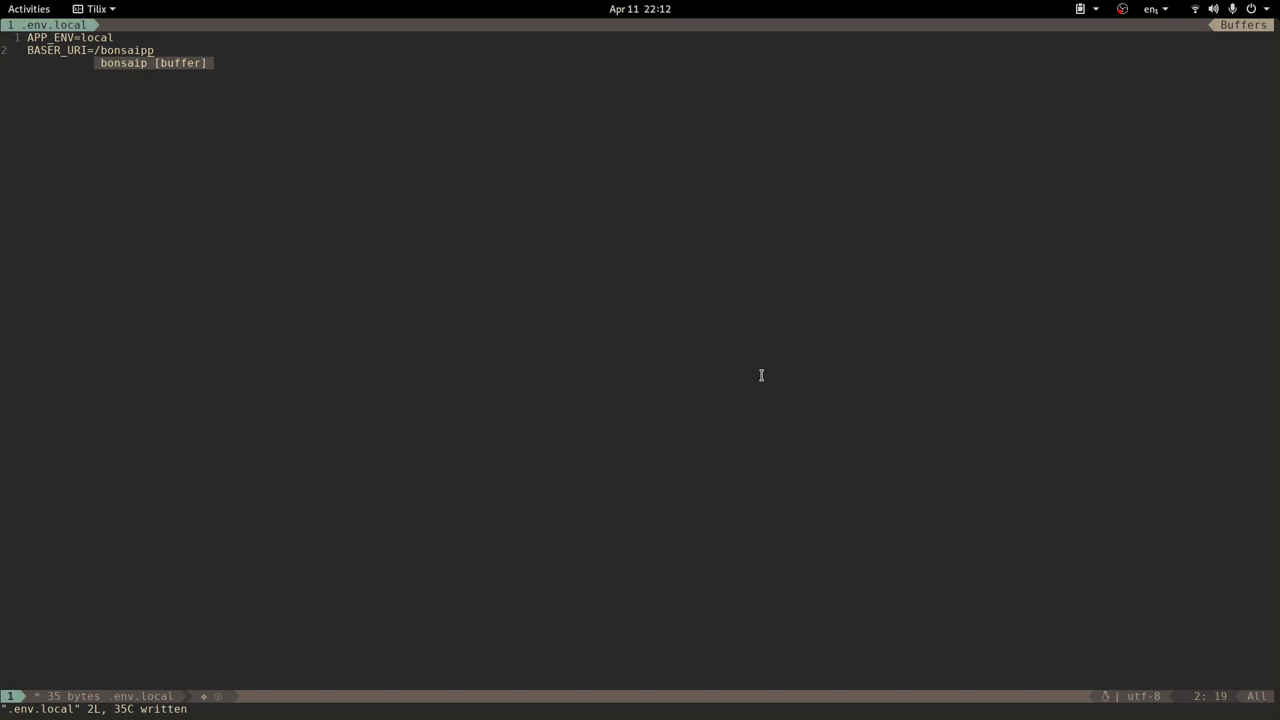 Activities Tilix Apr 11 22:12 en₁
1 .env.local Buffers
1 APP_ENV=local
2 BASER_URI=/bonsaipp
bonsaip [buffer]
1 * 35 bytes .env.local | utf-8 2: 19 All
".env.local" 2L, 35C written